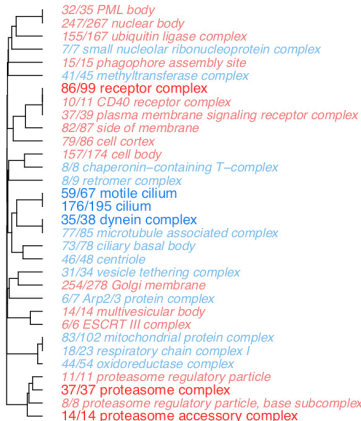 32/35 PML body
247/267 nuclear body
155/167 ubiquitin ligase complex
7/7 small nucleolar ribonucleoprotein complex
15/15 phagophore assembly site
41/45 methyltransferase complex
86/99 receptor complex
10/11 CD40 receptor complex
37/39 plasma membrane signaling receptor complex
82/87 side of membrane
79/86 cell cortex
157/174 cell body
8/8 chaperonin−containing T−complex
8/9 retromer complex
59/67 motile cilium
176/195 cilium
35/38 dynein complex
77/85 microtubule associated complex
73/78 ciliary basal body
46/48 centriole
31/34 vesicle tethering complex
254/278 Golgi membrane
6/7 Arp2/3 protein complex
14/14 multivesicular body
6/6 ESCRT III complex
83/102 mitochondrial protein complex
18/23 respiratory chain complex I
44/54 oxidoreductase complex
11/11 proteasome regulatory particle
37/37 proteasome complex
8/8 proteasome regulatory particle, base subcomplex
14/14 proteasome accessory complex